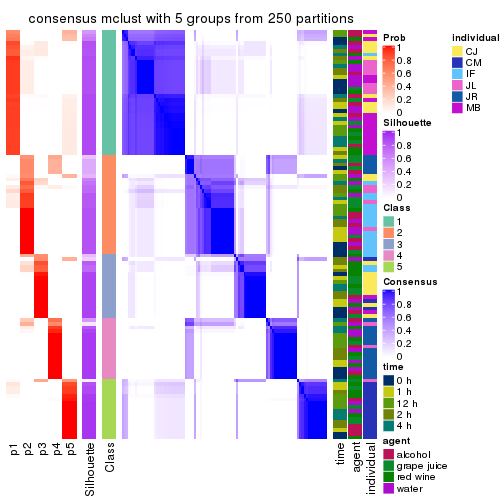 consensus mclust with 5 groups from 250 partitions
Prob
1
0.8
0.6
0.4
0.2
0
Silhouette
1
0.8
0.6
0.4
0.2
0
Class
1
2
3
4
5
Consensus
1
0.8
0.6
0.4
0.2
0
time
0 h
1 h
12 h
2 h
4 h
agent
alcohol
grape juice
red wine
water
individual
CJ
CM
IF
JL
JR
MB
p1
p2
p3
p4
p5
Silhouette
Class
time
agent
individual